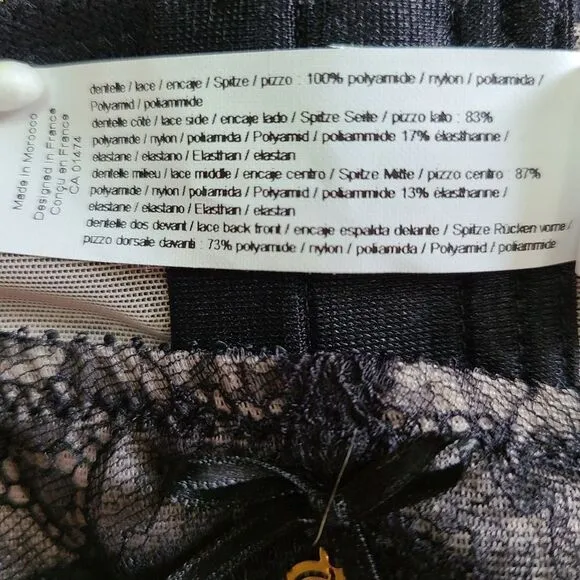 dentelle / lace / encaje / Spitze / pizzo : 100% polyamide / nylon / poliamida /
Polyamid / poliammide
dentelle côté / lace side / encaje lado / Spitze Seite / pizzo lato : 83%
polyamide / nylon / poliamida / Polyamid / poliammide 17% élasthanne /
elastane / elastano / Elasthan / elastan
dentelle milieu / lace middle / encaje centro / Spitze Mitte / pizzo centro : 87%
polyamide / nylon / poliamida / Polyamid / poliammide 13% élasthanne /
elastane / elastano / Elasthan / elastan
dentelle dos devant / lace back front / encaje espalda delante / Spitze Rücken vorne /
pizzo dorsale davanti : 73% polyamide / nylon / poliamida / Polyamid / poliammide
Made in Morocco
Designed in France
Conçu en France
CA 01474